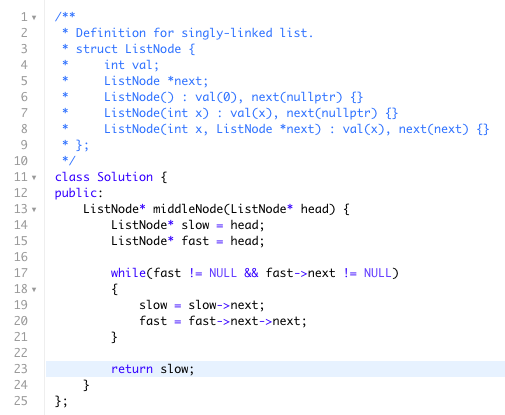 1 /**
2  * Definition for singly-linked list.
3  * struct ListNode {
4  *     int val;
5  *     ListNode *next;
6  *     ListNode() : val(0), next(nullptr) {}
7  *     ListNode(int x) : val(x), next(nullptr) {}
8  *     ListNode(int x, ListNode *next) : val(x), next(next) {}
9  * };
10  */
11 class Solution {
12 public:
13     ListNode* middleNode(ListNode* head) {
14         ListNode* slow = head;
15         ListNode* fast = head;
16
17         while(fast != NULL && fast->next != NULL)
18         {
19             slow = slow->next;
20             fast = fast->next->next;
21         }
22
23         return slow;
24     }
25 };